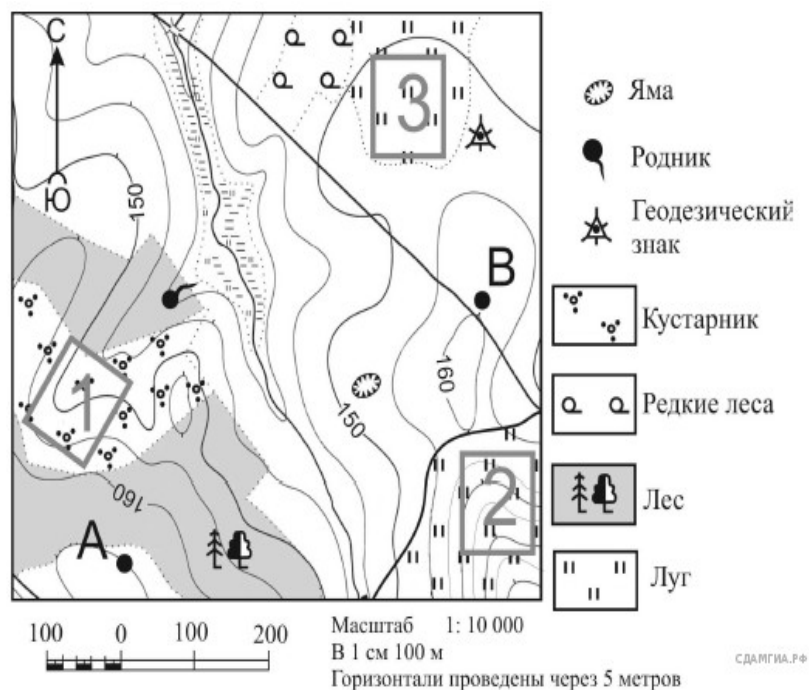 С
Ю
150
3
B
160
150
1
160
A
2
Яма
Родник
Геодезический
знак
Кустарник
Редкие леса
Лес
Луг
100 0 100 200
Масштаб 1: 10 000
В 1 см 100 м
Горизонтали проведены через 5 метров
СДАМГИА.РФ